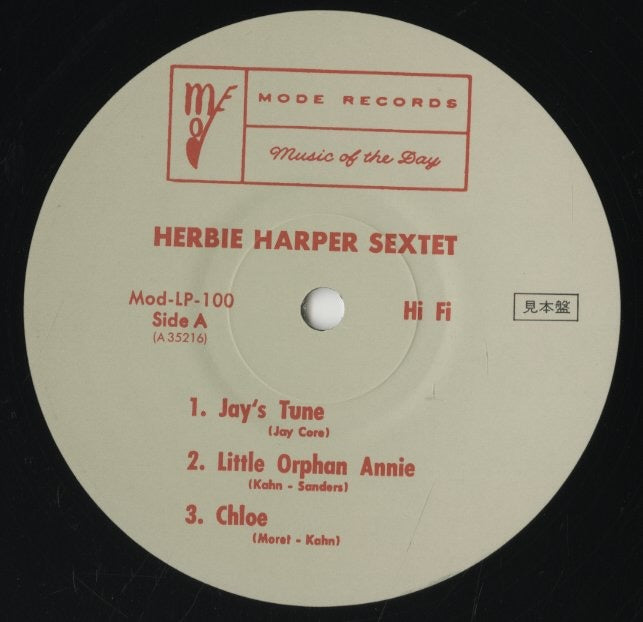 MODE RECORDS
Music of the Day
HERBIE HARPER SEXTET
Mod-LP-100
Side A
(A 35216)
Hi Fi
見本盤
1. Jay's Tune
(Jay Core)
2. Little Orphan Annie
(Kahn - Sanders)
3. Chloe
(Moret - Kahn)